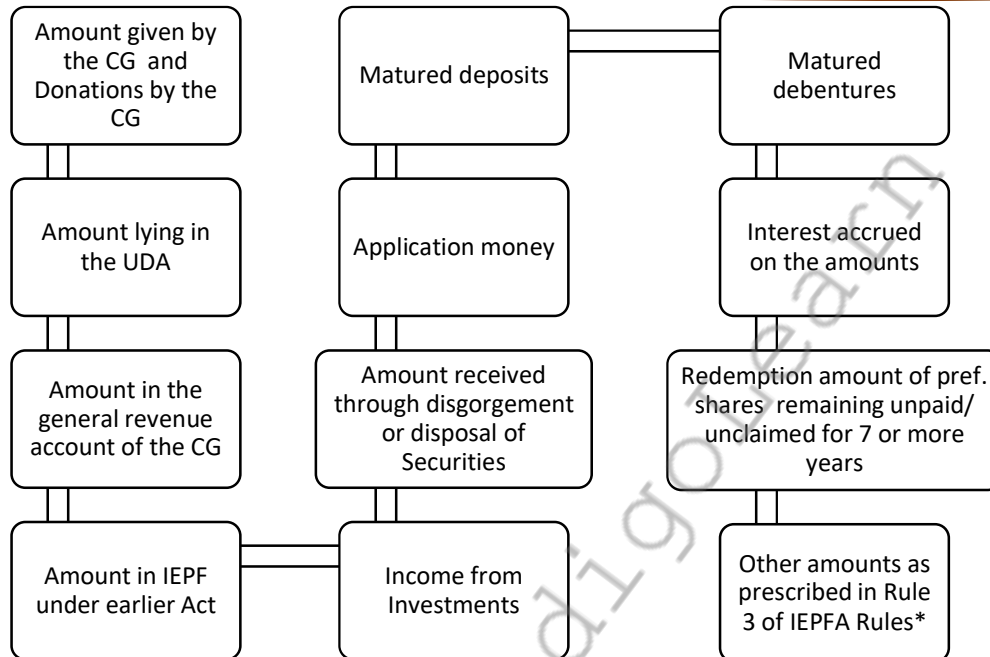 Amount given by
the CG and
Donations by the
CG
Amount lying in
the UDA
Amount in the
general revenue
account of the CG
Amount in IEPF
under earlier Act
Income from
Investments
Amount received
through disgorgement
or disposal of
Securities
Application money
Matured deposits
Matured
debentures
Interest accrued
on the amounts
Redemption amount of pref.
shares remaining unpaid/
unclaimed for 7 or more
years
Other amounts as
prescribed in Rule
3 of IEPFA Rules*
digoLearn